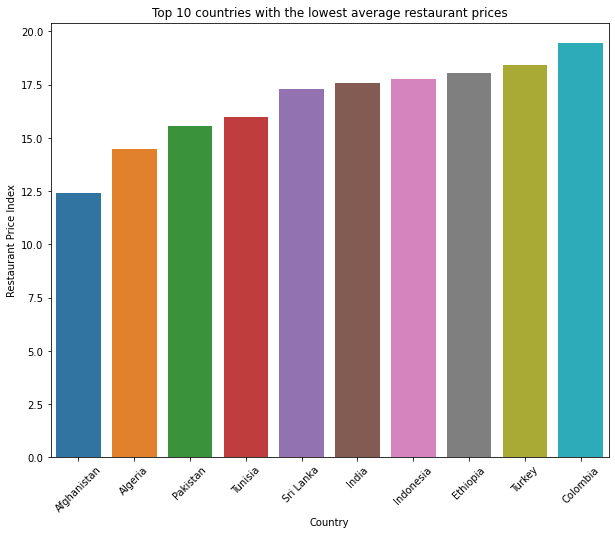 Top 10 countries with the lowest average restaurant prices
Restaurant Price Index
20.0
17.5
15.0
12.5
10.0
7.5
5.0
2.5
0.0
Afghanistan
Algeria
Pakistan
Tunisia
Sri Lanka
India
Indonesia
Ethiopia
Turkey
Colombia
Country